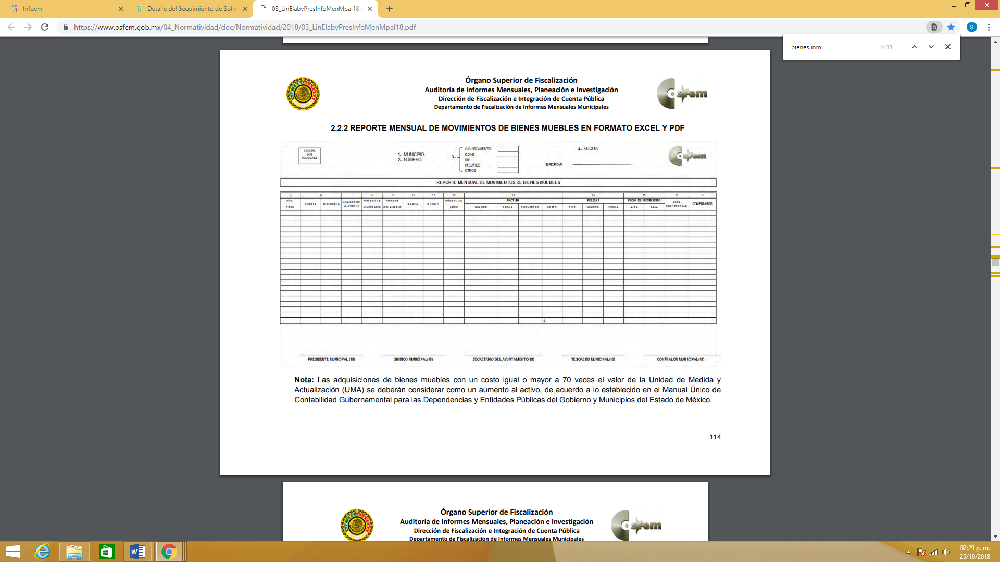 Infoem
Detalle del Seguimiento de Solic
03_LinElabyPresInfoMenMpal18.p
https://www.osfem.gob.mx/04_Normatividad/doc/Normatividad/2018/03_LinElabyPresInfoMenMpal18.pdf
S
bienes inm 8/11
Órgano Superior de Fiscalización
Auditoría de Informes Mensuales, Planeación e Investigación
Dirección de Fiscalización e Integración de Cuenta Pública
Departamento de Fiscalización de Informes Mensuales Municipales
osfem
2.2.2 REPORTE MENSUAL DE MOVIMIENTOS DE BIENES MUEBLES EN FORMATO EXCEL Y PDF
LOGO DEL
ENTE
FIZCALIZABLE
1.- MUNICIPIO:
2.- NÚMERO:
3.-
AYUNTAMIENTO
ODAS
DIF
IMCUFIDE
OTROS
4.- FECHA:
ESPECIFICAR
osfem
REPORTE MENSUAL DE MOVIMIENTOS DE BIENES MUEBLES
5 6 7 8 9 10 11 12 13 14 15 16 17
NÚM. PROG. CUENTA SUBCUENTA NOMBRE DE LA CUENTA NÚMERO DE INVENTARIO NOMBRE DEL MUEBLE MARCA MODELO NÚMERO DE SERIE FACTURA PÓLIZAS FECHA DE MOVIMIENTO AREA RESPONSABLE COMENTARIOS
NÚMERO FECHA PROVEEDOR COSTO TIPO NÚMERO FECHA ALTA BAJA
$ -
PRESIDENTE MUNICIPAL (18) SINDICO MUNICIPAL(18) SECRETARIO DEL AYUNTAMIENTO(18) TESORERO MUNICIPAL(18) CONTRALOR MUNICIPAL(18)
Nota: Las adquisiciones de bienes muebles con un costo igual o mayor a 70 veces el valor de la Unidad de Medida y
Actualización (UMA) se deberán considerar como un aumento al activo, de acuerdo a lo establecido en el Manual Único de
Contabilidad Gubernamental para las Dependencias y Entidades Públicas del Gobierno y Municipios del Estado de México.
114
Órgano Superior de Fiscalización
Auditoría de Informes Mensuales, Planeación e Investigación
Dirección de Fiscalización e Integración de Cuenta Pública
Departamento de Fiscalización de Informes Mensuales Municipales
osfem
02:29 p. m.
25/10/2018